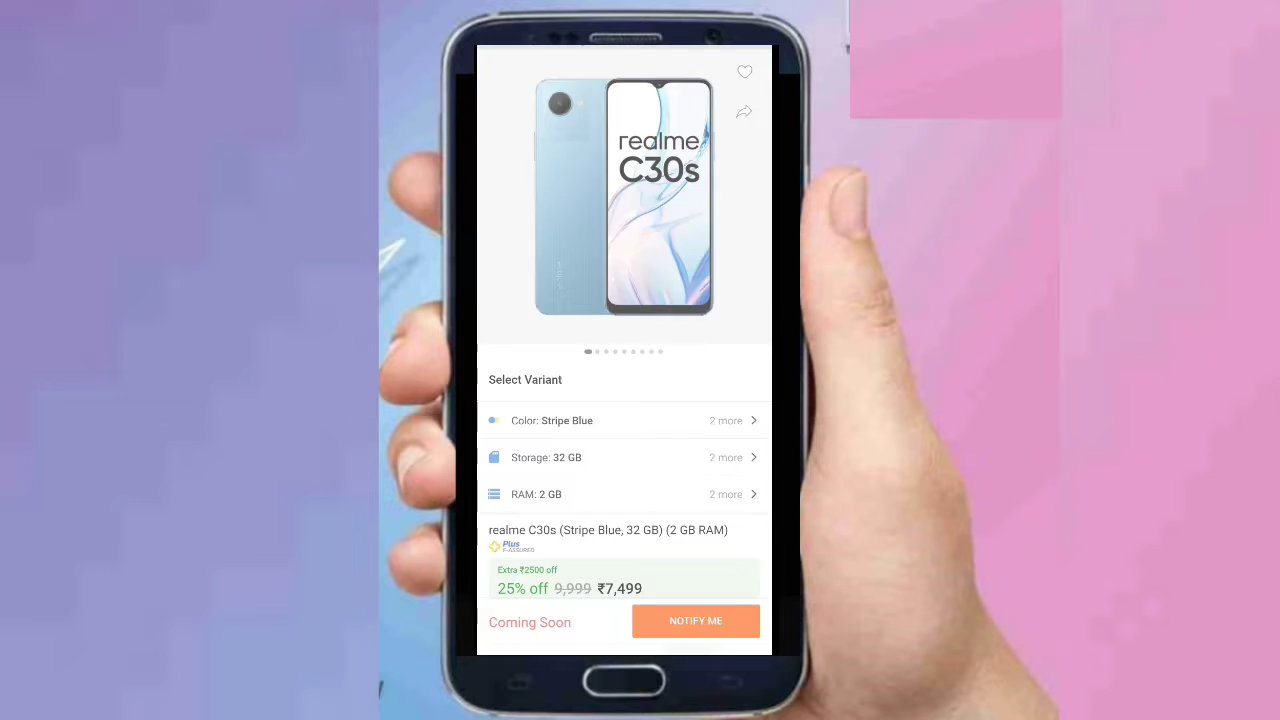 realme
C30s
Select Variant
Color: Stripe Blue 2 more
Storage: 32 GB 2 more
RAM: 2 GB 2 more
realme C30s (Stripe Blue, 32 GB) (2 GB RAM)
Plus
F-ASSURED
Extra ₹2500 off
25% off 9,999 ₹7,499
Coming Soon NOTIFY ME